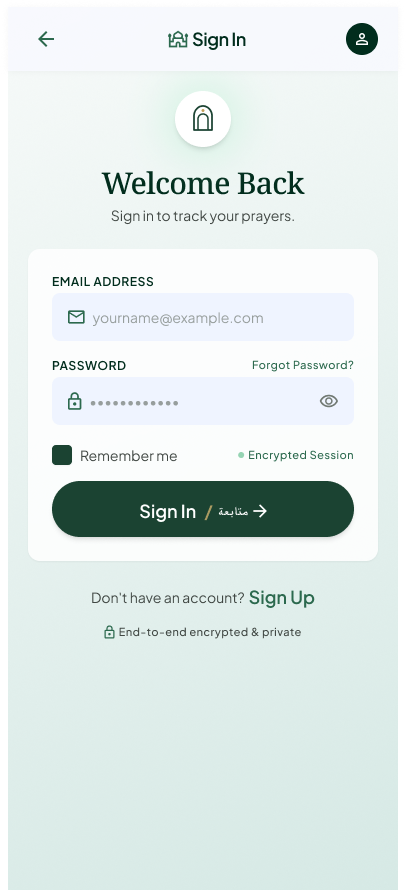 Sign In
Welcome Back
Sign in to track your prayers.
EMAIL ADDRESS
yourname@example.com
PASSWORD
Forgot Password?
••••••••••••
Remember me
Encrypted Session
Sign In / متابعة
Don't have an account? Sign Up
End-to-end encrypted & private